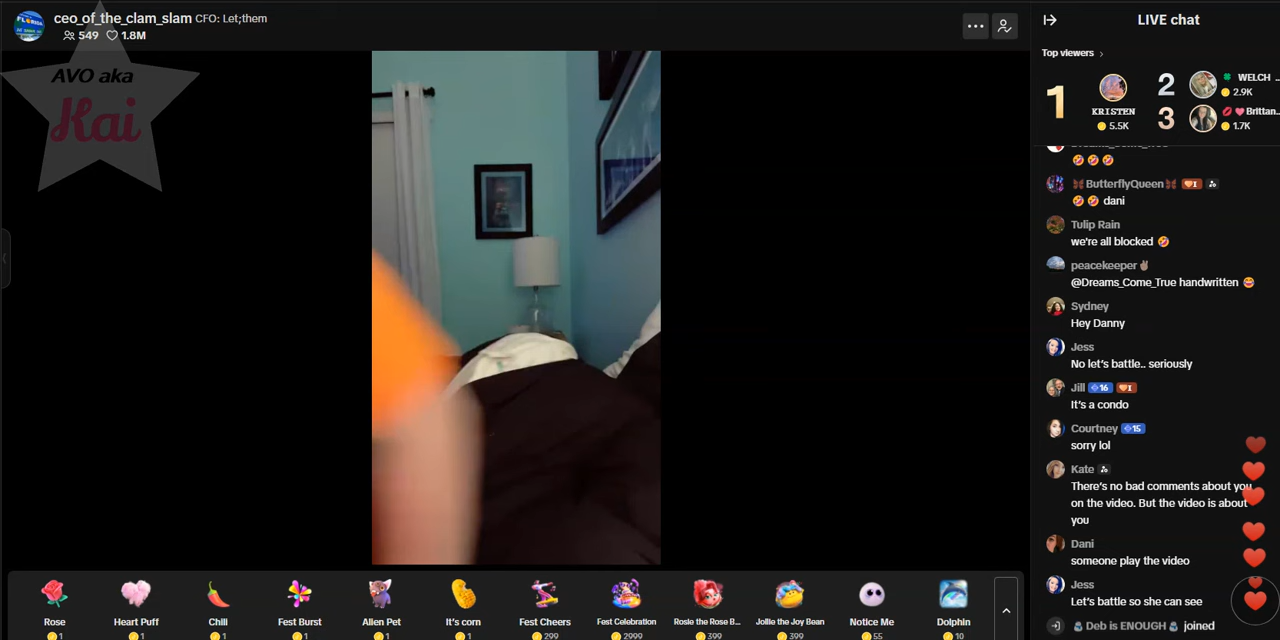 ceo_of_the_clam_slam CFO: Let;them
549 1.8M
AVO aka
Kai
LIVE chat
Top viewers
1 KRISTEN 5.5K
2 WELCH ... 2.9K
3 💋💗Brittan... 1.7K
🤣 🤣 🤣
🦋ButterflyQueen🦋 I
🤣 🤣 dani
Tulip Rain
we're all blocked 🤣
peacekeeper✌🏽
@Dreams_Come_True handwritten 😄
Sydney
Hey Danny
Jess
No let's battle.. seriously
Jill 16 I
It's a condo
Courtney 15
sorry lol
Kate
There's no bad comments about you
on the video. But the video is about
you
Dani
someone play the video
Jess
Let's battle so she can see
Deb is ENOUGH joined
Rose Heart Puff Chili Fest Burst Alien Pet It's corn Fest Cheers Fest Celebration Rosie the Rose B... Jollie the Joy Bean Notice Me Dolphin
1 1 1 1 1 1 299 2999 399 399 55 10